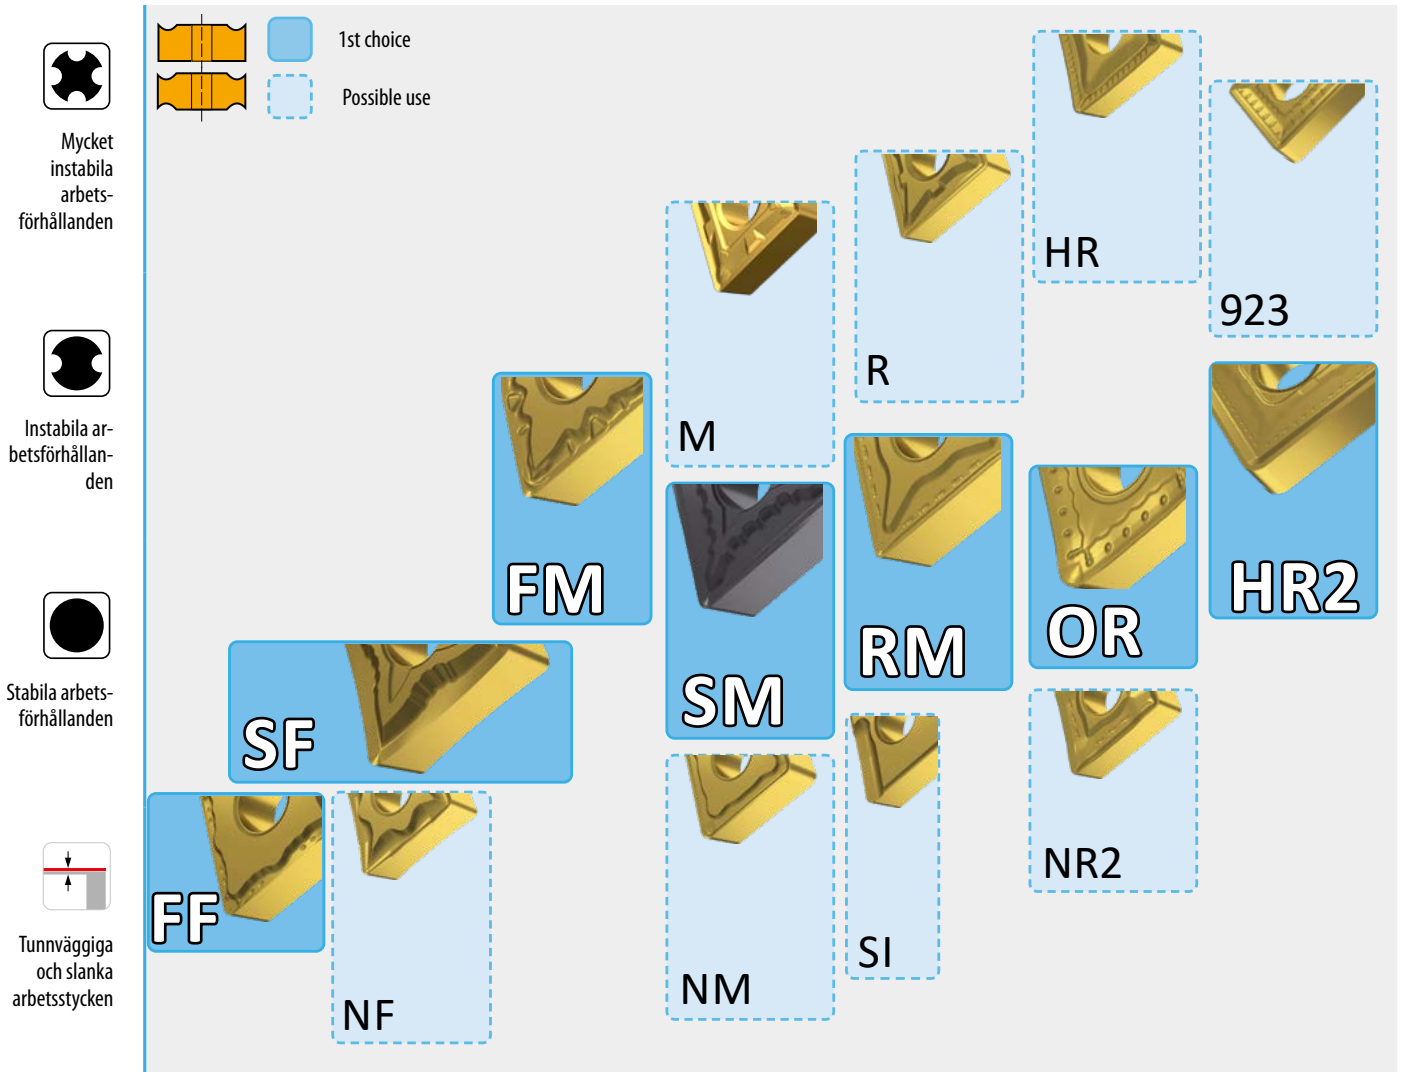 1st choice
Possible use
Mycket
instabila
arbets-
förhållanden
Instabila ar-
betsförhållan-
den
Stabila arbets-
förhållanden
Tunnväggiga
och slanka
arbetsstycken
HR
923
R
M
FM
HR2
OR
RM
SM
SF
FF
NF
NM
SI
NR2